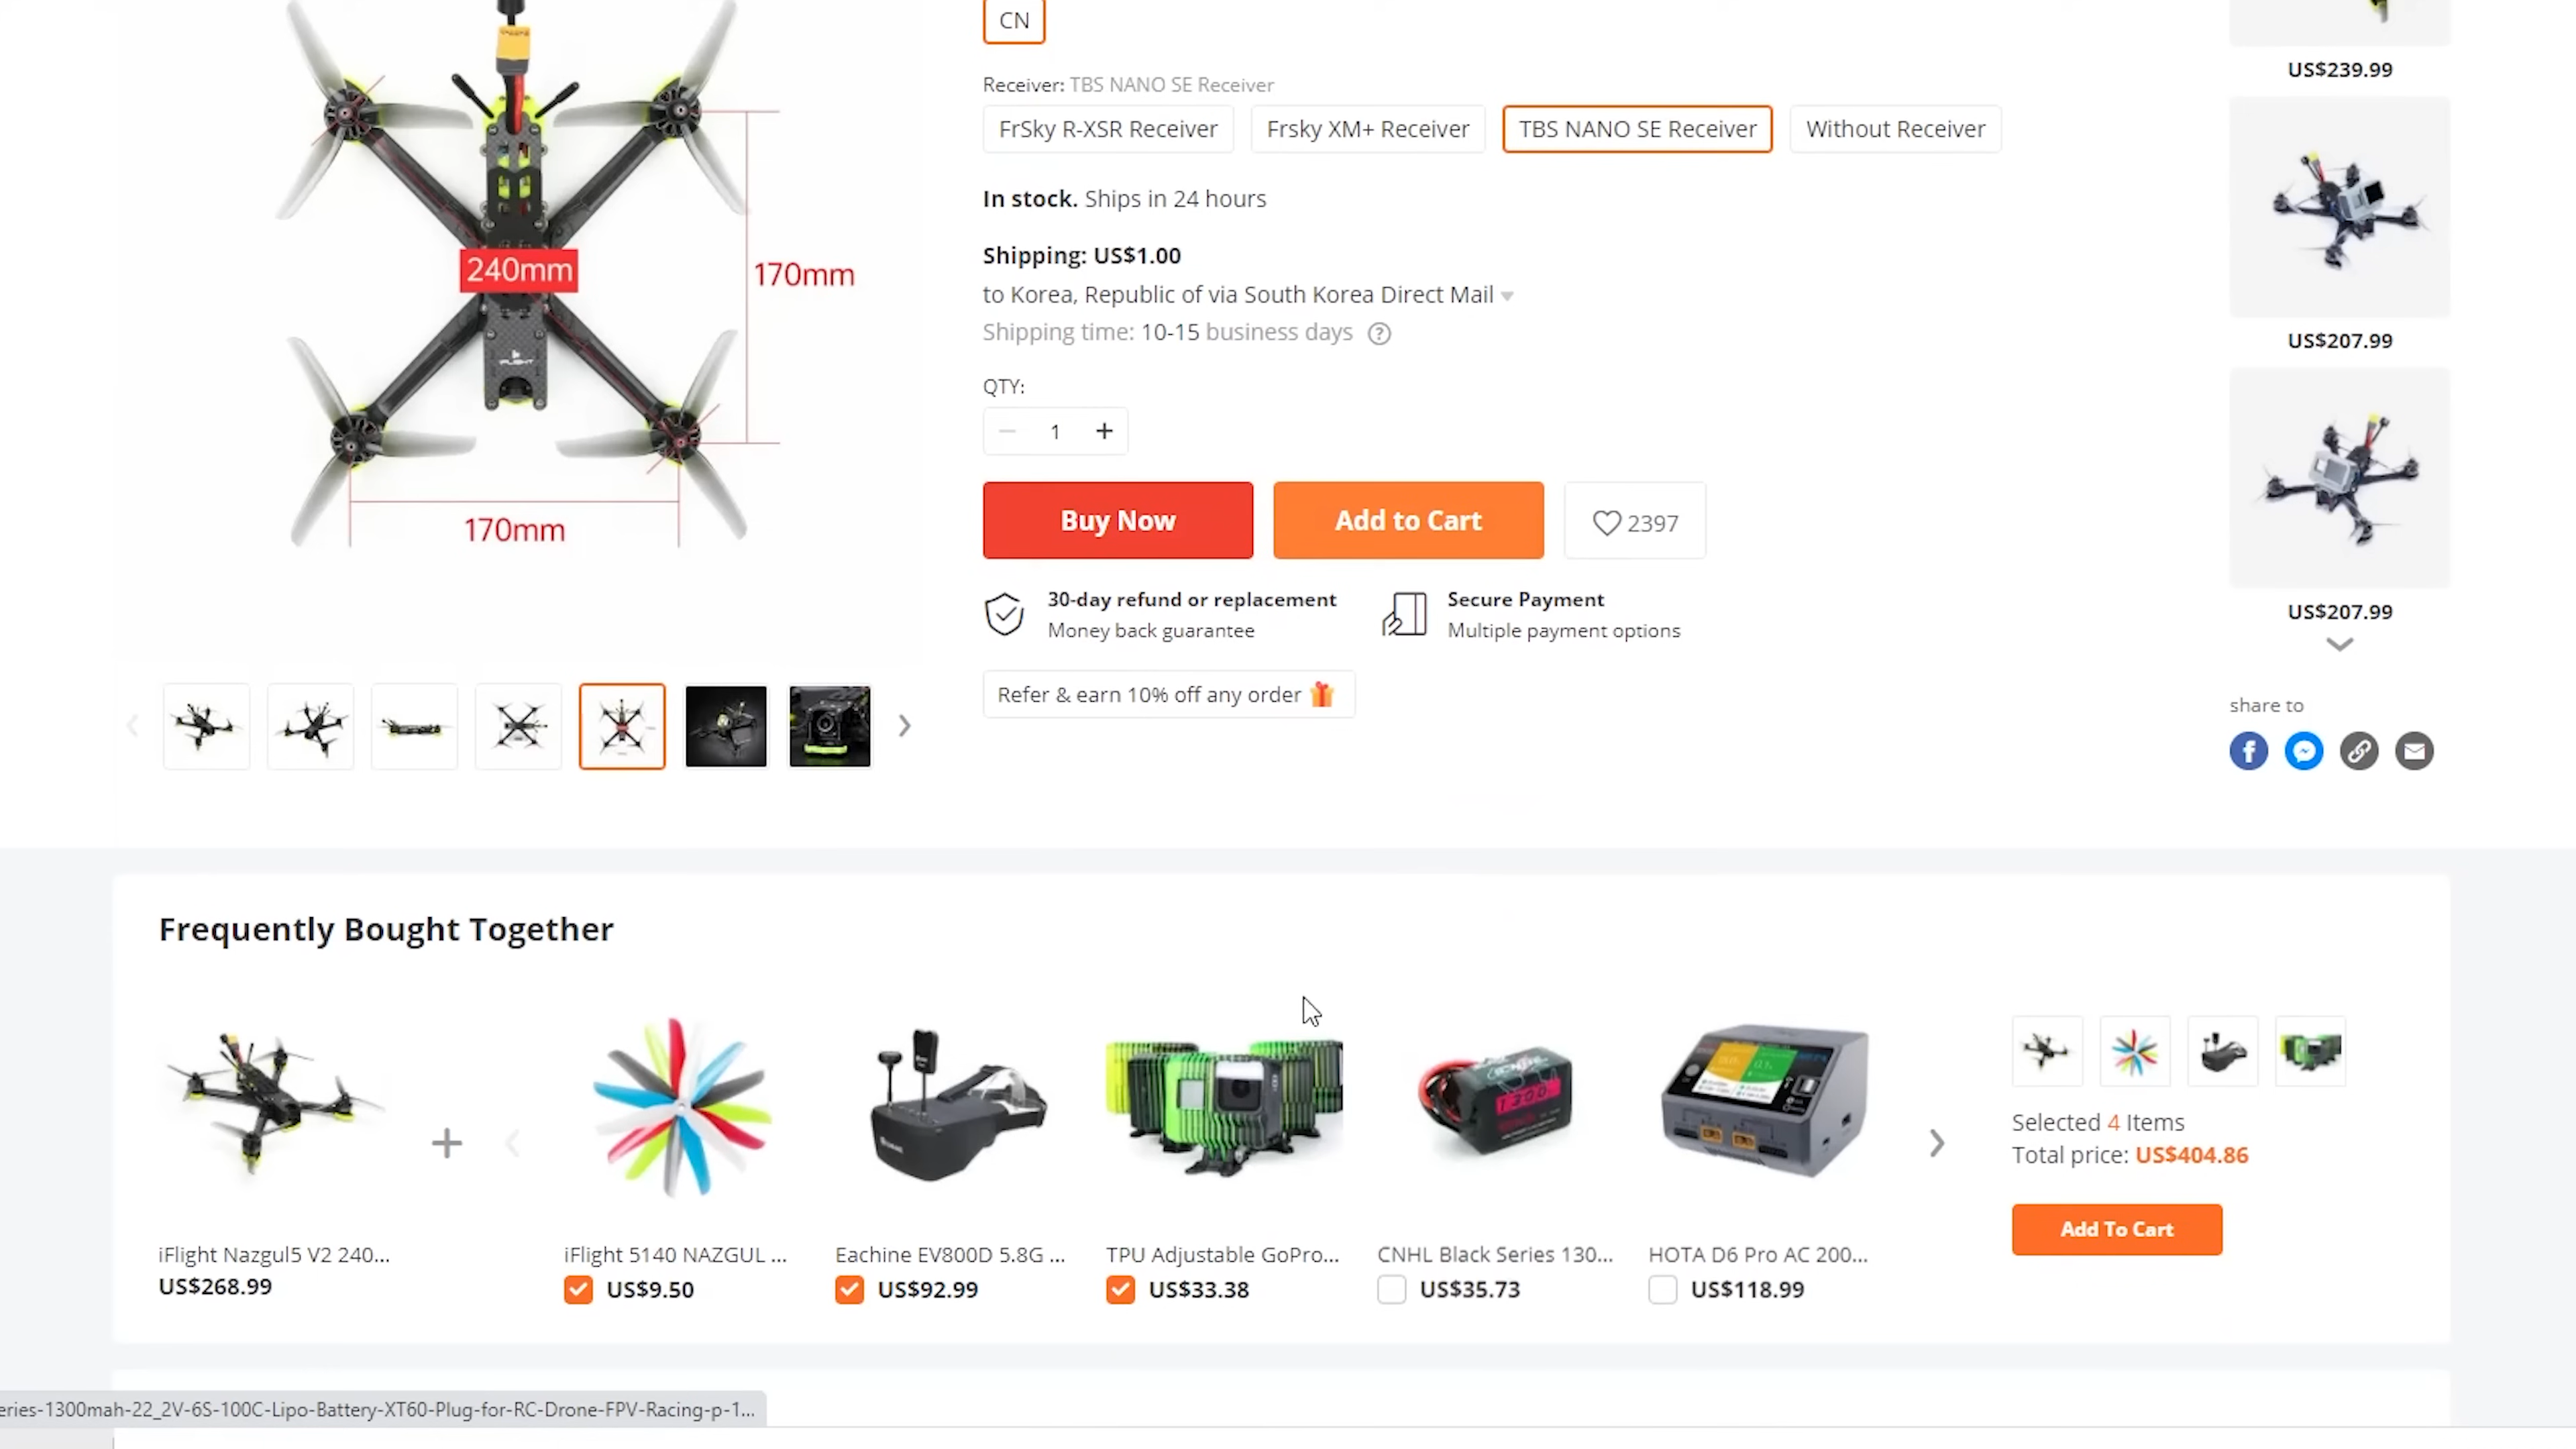 CN
US$239.99
Receiver: TBS NANO SE Receiver
FrSky R-XSR Receiver
Frsky XM+ Receiver
TBS NANO SE Receiver
Without Receiver
In stock. Ships in 24 hours
Shipping: US$1.00
to Korea, Republic of via South Korea Direct Mail
Shipping time: 10-15 business days ?
QTY:
− 1 +
Buy Now
Add to Cart
2397
30-day refund or replacement
Money back guarantee
Secure Payment
Multiple payment options
Refer & earn 10% off any order
240mm
170mm
170mm
iFLIGHT
US$207.99
US$207.99
share to
Frequently Bought Together
iFlight Nazgul5 V2 240...
US$268.99
+
iFlight 5140 NAZGUL ...
US$9.50
Eachine EV800D 5.8G ...
US$92.99
TPU Adjustable GoPro...
US$33.38
1300
CNHL Black Series 130...
US$35.73
HOTA D6 Pro AC 200...
US$118.99
Selected 4 Items
Total price: US$404.86
Add To Cart
eries-1300mah-22_2V-6S-100C-Lipo-Battery-XT60-Plug-for-RC-Drone-FPV-Racing-p-1...